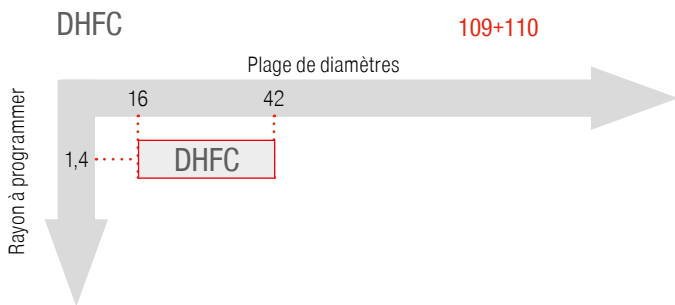 DHFC
109+110
Plage de diamètres
16
42
1,4
DHFC
Rayon à programmer